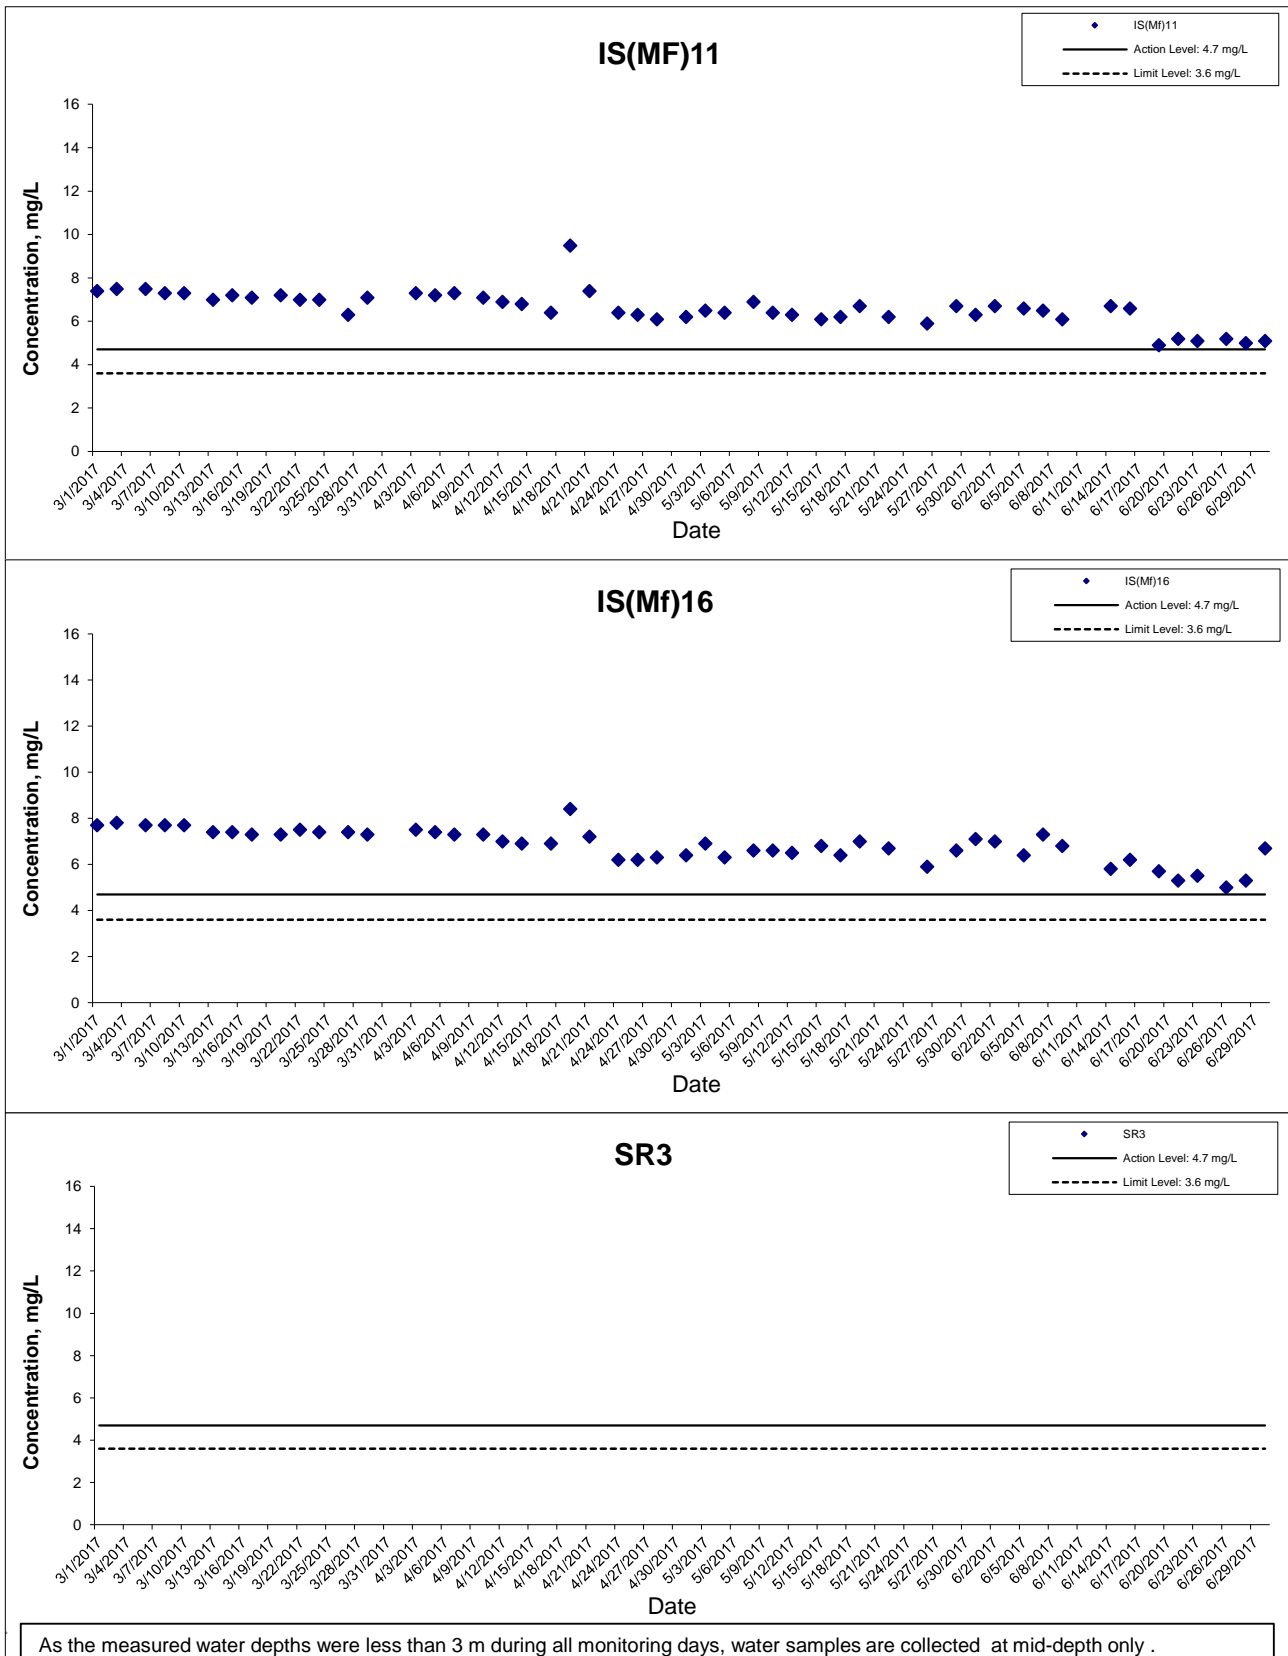 IS(MF)11
IS(Mf)11
Action Level: 4.7 mg/L
Limit Level: 3.6 mg/L
Concentration, mg/L
16
14
12
10
8
6
4
2
0
3/1/2017 3/4/2017 3/7/2017 3/10/2017 3/13/2017 3/16/2017 3/19/2017 3/22/2017 3/25/2017 3/28/2017 3/31/2017 4/3/2017 4/6/2017 4/9/2017 4/12/2017 4/15/2017 4/18/2017 4/21/2017 4/24/2017 4/27/2017 4/30/2017 5/3/2017 5/6/2017 5/9/2017 5/12/2017 5/15/2017 5/18/2017 5/21/2017 5/24/2017 5/27/2017 5/30/2017 6/2/2017 6/5/2017 6/8/2017 6/11/2017 6/14/2017 6/17/2017 6/20/2017 6/23/2017 6/26/2017 6/29/2017
Date
IS(Mf)16
IS(Mf)16
Action Level: 4.7 mg/L
Limit Level: 3.6 mg/L
Concentration, mg/L
16
14
12
10
8
6
4
2
0
3/1/2017 3/4/2017 3/7/2017 3/10/2017 3/13/2017 3/16/2017 3/19/2017 3/22/2017 3/25/2017 3/28/2017 3/31/2017 4/3/2017 4/6/2017 4/9/2017 4/12/2017 4/15/2017 4/18/2017 4/21/2017 4/24/2017 4/27/2017 4/30/2017 5/3/2017 5/6/2017 5/9/2017 5/12/2017 5/15/2017 5/18/2017 5/21/2017 5/24/2017 5/27/2017 5/30/2017 6/2/2017 6/5/2017 6/8/2017 6/11/2017 6/14/2017 6/17/2017 6/20/2017 6/23/2017 6/26/2017 6/29/2017
Date
SR3
SR3
Action Level: 4.7 mg/L
Limit Level: 3.6 mg/L
Concentration, mg/L
16
14
12
10
8
6
4
2
0
3/1/2017 3/4/2017 3/7/2017 3/10/2017 3/13/2017 3/16/2017 3/19/2017 3/22/2017 3/25/2017 3/28/2017 3/31/2017 4/3/2017 4/6/2017 4/9/2017 4/12/2017 4/15/2017 4/18/2017 4/21/2017 4/24/2017 4/27/2017 4/30/2017 5/3/2017 5/6/2017 5/9/2017 5/12/2017 5/15/2017 5/18/2017 5/21/2017 5/24/2017 5/27/2017 5/30/2017 6/2/2017 6/5/2017 6/8/2017 6/11/2017 6/14/2017 6/17/2017 6/20/2017 6/23/2017 6/26/2017 6/29/2017
Date
As the measured water depths were less than 3 m during all monitoring days, water samples are collected at mid-depth only .